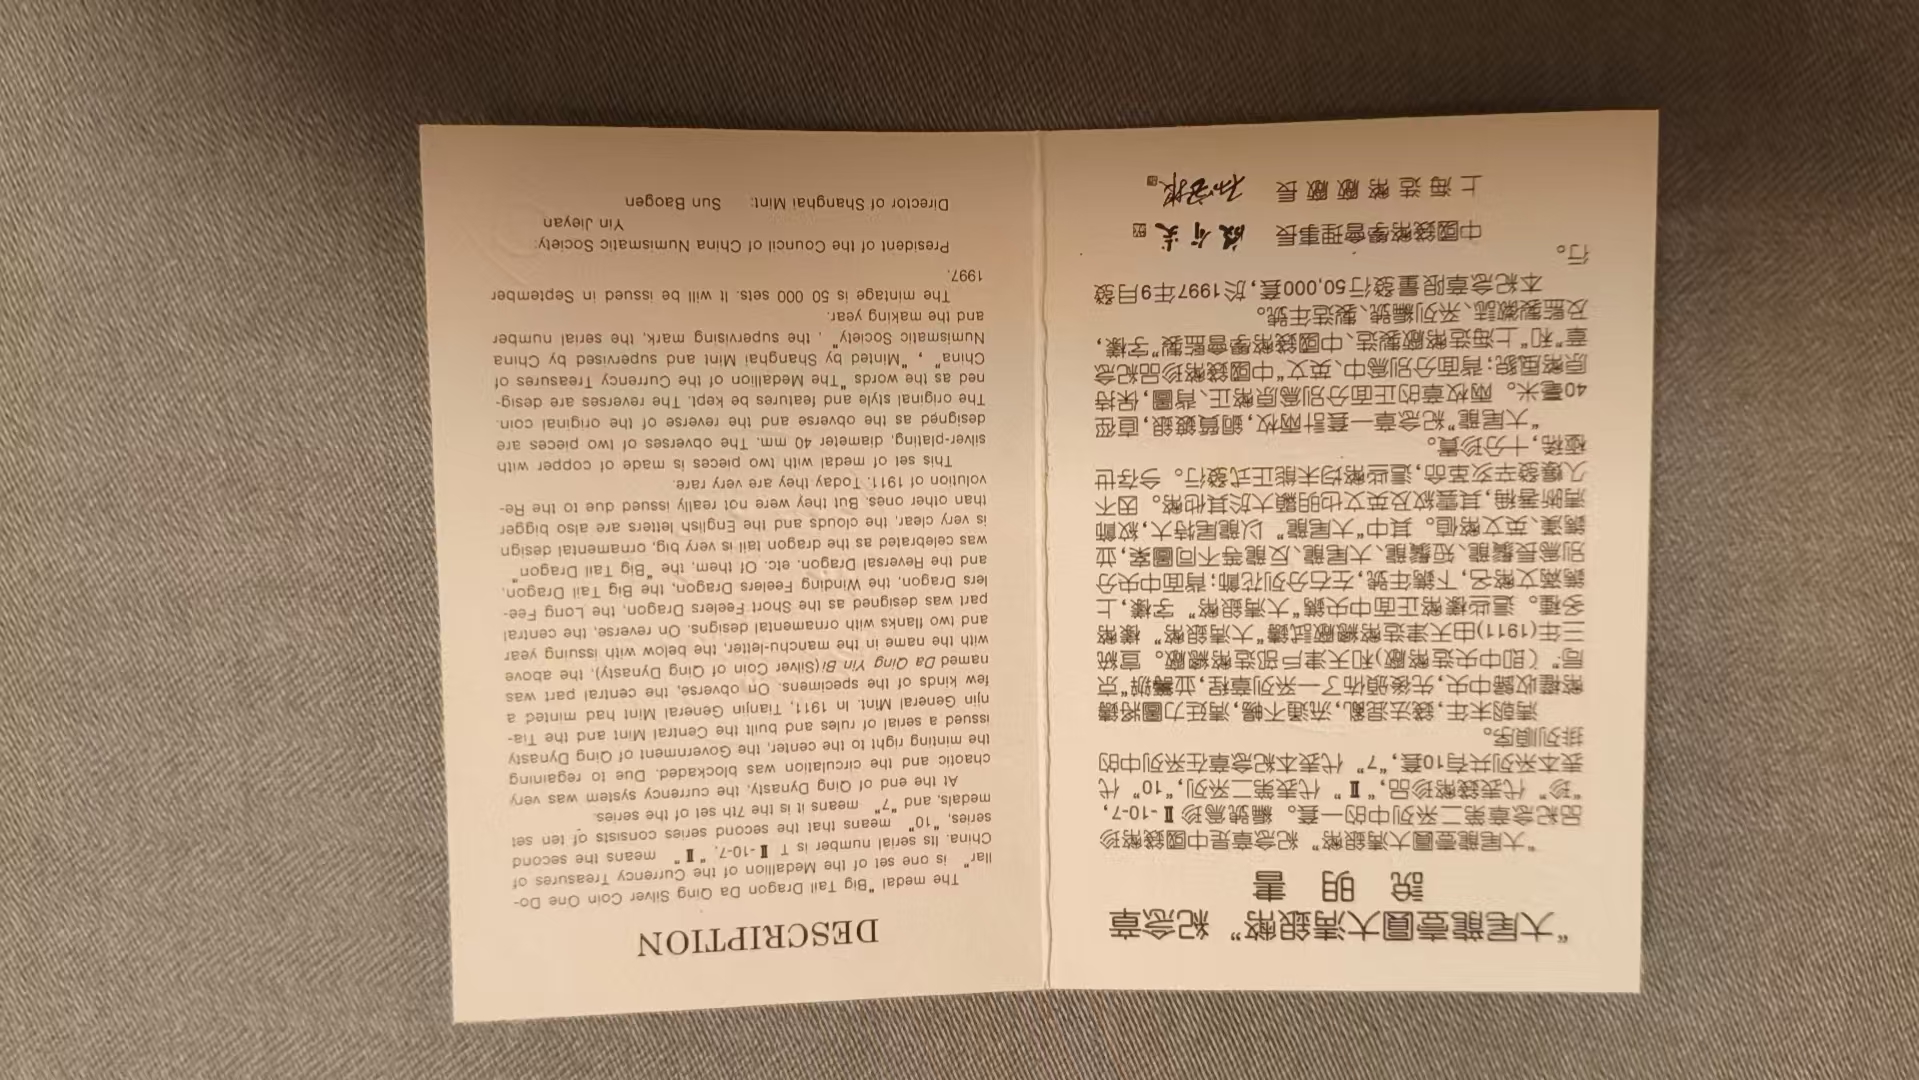 “大尾龍壹圓大清銀幣”紀念章
說 明 書
“大尾龍壹圓大清銀幣”紀念章是中國錢幣珍
品紀念章第二系列中的一套。編號爲珍Ⅱ-10-7,
“珍”代表錢幣珍品,“Ⅱ”代表第二系列,“10”代
表本系列共有10套,“7”代表本紀念章在系列中的
排列順序。
清朝末年,錢法混亂,流通不暢,清廷力圖將鑄
幣權收歸中央,先後頒佈了一系列章程,並籌辦“京
局”(即中央造幣廠)和天津戶部造幣總廠。宣統
三年(1911)由天津造幣總廠試鑄“大清銀幣”樣幣
多種。這些樣幣正面中央鎸“大清銀幣”字樣,上
鎸滿文幣名,下鎸年號,左右分列花飾;背面中央分
別爲長鬚龍、短鬚龍、大尾龍、反龍等不同圖案,並
鎸漢、英文幣值。其中“大尾龍”以龍尾特大,紋飾
清晰著稱,其雲紋及英文也明顯大於其他幣。因不
久爆發辛亥革命,這些幣均未能正式發行。今存世
極稀,十分珍貴。
“大尾龍”紀念章一套計兩枚,銅質鍍銀,直徑
40毫米。兩枚章的正面分別爲原幣正、背圖,保持
原幣風貌;背面分別爲中、英文“中國錢幣珍品紀念
章”和“上海造幣廠製造、中國錢幣學會監製”字樣,
及監製徽誌、系列編號、製造年號。
本紀念章限量發行50,000套,於1997年9月發
行。
中國錢幣學會理事長
上海造幣廠廠長
DESCRIPTION
The medal "Big Tail Dragon Da Qing Silver Coin One Do-
llar" is one set of the Medallion of the Currency Treasures of
China. Its serial number is T Ⅱ-10-7, "Ⅱ" means the second
series, "10" means that the second series consists of ten set
medals, and "7" means it is the 7th set of the series.
At the end of Qing Dynasty, the currency system was very
chaotic and the circulation was blockaded. Due to regaining
the minting right to the center, the Government of Qing Dynasty
issued a serial of rules and built the Central Mint and the Tia-
njin General Mint. In 1911, Tianjin General Mint had minted a
few kinds of the specimens. On obverse, the central part was
named Da Qing Yin Bi(Silver Coin of Qing Dynasty), the above
with the name in the manchu-letter, the below with issuing year
and two flanks with ornamental designs. On reverse, the central
part was designed as the Short Feelers Dragon, the Long Fee-
lers Dragon, the Winding Feelers Dragon, the Big Tail Dragon,
and the Reversal Dragon, etc. Of them, the "Big Tail Dragon"
was celebrated as the dragon tail is very big, ornamental design
is very clear, the clouds and the English letters are also bigger
than other ones. But they were not really issued due to the Re-
volution of 1911. Today they are very rare.
This set of medal with two pieces is made of copper with
silver-plating, diameter 40 mm. The obverses of two pieces are
designed as the obverse and the reverse of the original coin.
The original style and features be kept. The reverses are desig-
ned as the words "The Medallion of the Currency Treasures of
China", "Minted by Shanghai Mint and supervised by China
Numismatic Society", the supervising mark, the serial number
and the making year.
The mintage is 50 000 sets. It will be issued in September
1997.
President of the Council of China Numismatic Society:
Yin Jieyan
Director of Shanghai Mint: Sun Baogen